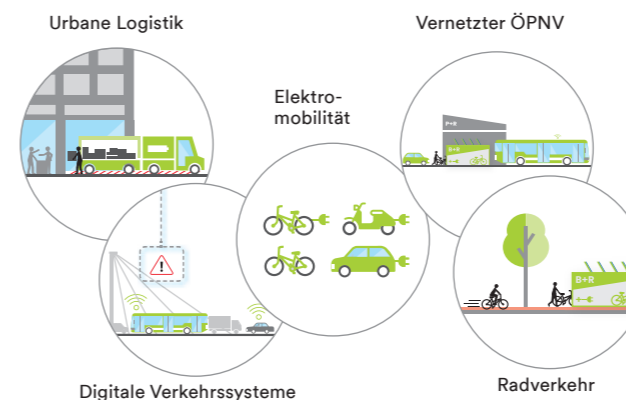 Urbane Logistik
Vernetzter ÖPNV
Elektro-
mobilität
P+R
B+R
B+R
Digitale Verkehrssysteme
Radverkehr